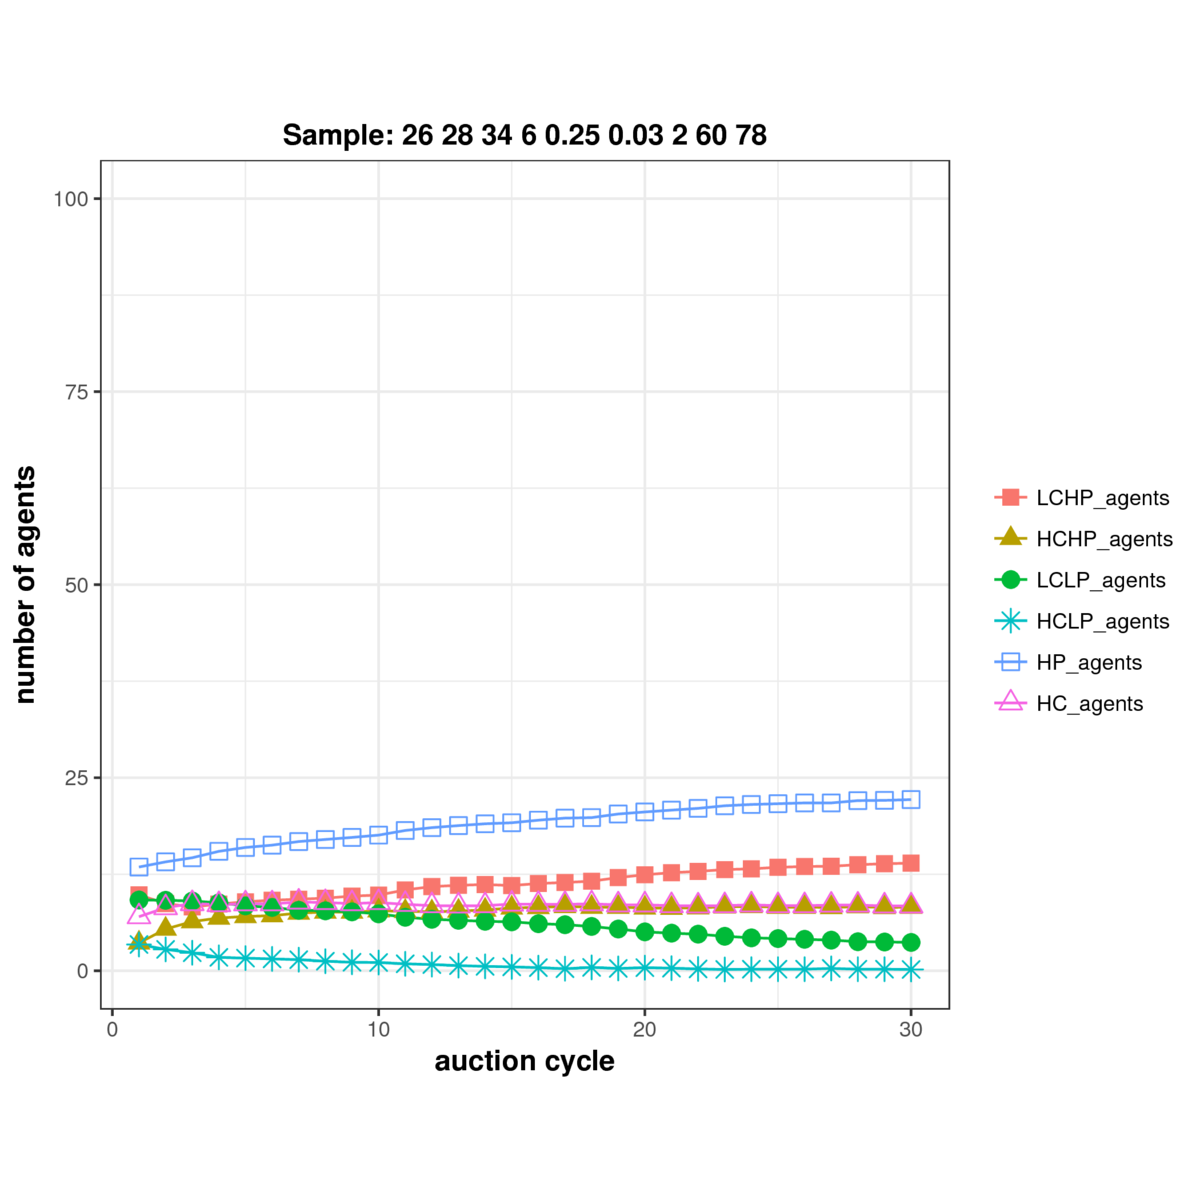 Sample: 26 28 34 6 0.25 0.03 2 60 78
number of agents
100
75
50
25
0
0 10 20 30
auction cycle
LCHP_agents
HCHP_agents
LCLP_agents
HCLP_agents
HP_agents
HC_agents